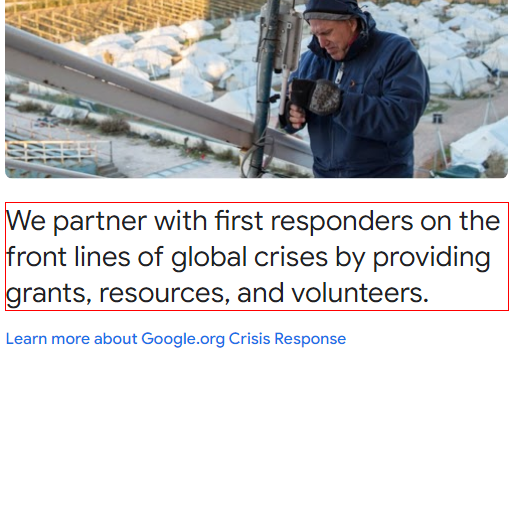 We partner with first responders on the
front lines of global crises by providing
grants, resources, and volunteers.
Learn more about Google.org Crisis Response